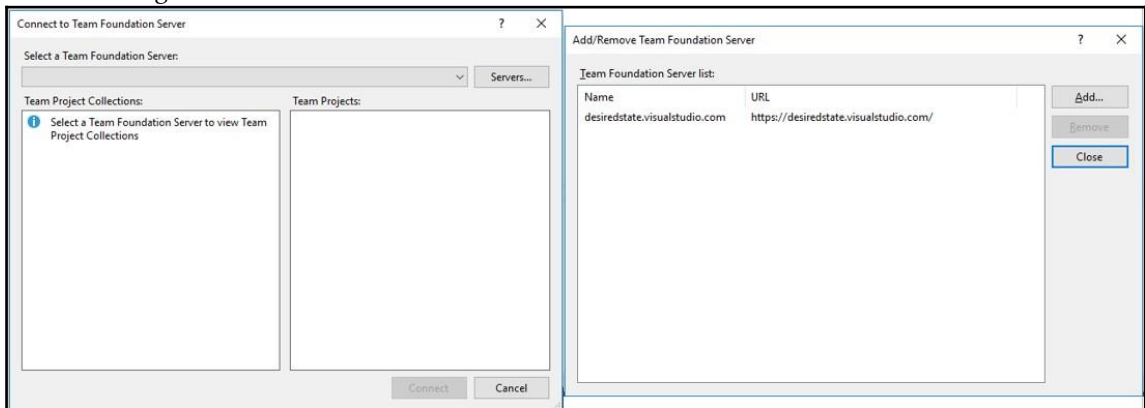 Connect to Team Foundation Server
Select a Team Foundation Server:
Servers...
Team Project Collections:
Team Projects:
Select a Team Foundation Server to view Team
Project Collections
Connect
Cancel
Add/Remove Team Foundation Server
Team Foundation Server list:
Name URL
desiredstate.visualstudio.com https://desiredstate.visualstudio.com/
Add...
Remove
Close